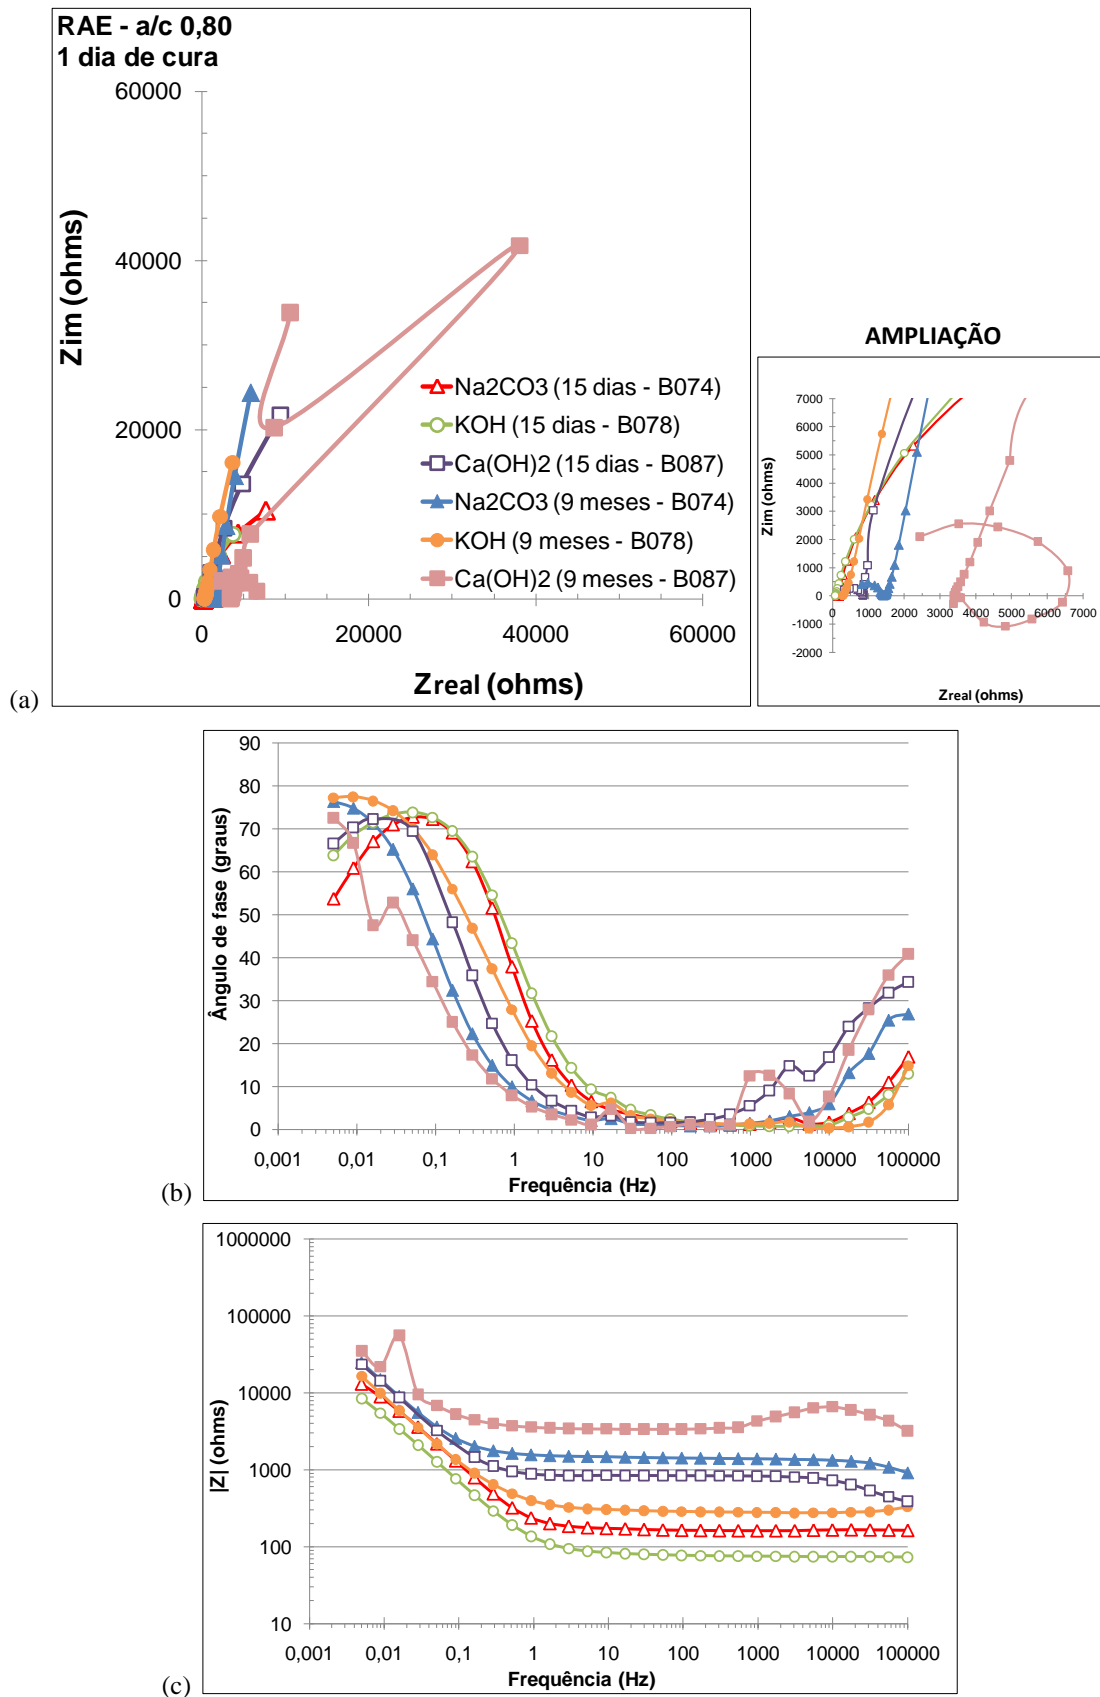 RAE - a/c 0,80
1 dia de cura
60000
40000
20000
0
0
20000
40000
60000
Zim (ohms)
Zreal (ohms)
Na2CO3 (15 dias - B074)
KOH (15 dias - B078)
Ca(OH)2 (15 dias - B087)
Na2CO3 (9 meses - B074)
KOH (9 meses - B078)
Ca(OH)2 (9 meses - B087)
AMPLIAÇÃO
7000
6000
5000
4000
3000
2000
1000
0
-1000
-2000
0 1000 2000 3000 4000 5000 6000 7000
Zim (ohms)
Zreal (ohms)
(a)
90
80
70
60
50
40
30
20
10
0
0,001 0,01 0,1 1 10 100 1000 10000 100000
Ângulo de fase (graus)
Frequência (Hz)
(b)
1000000
100000
10000
1000
100
10
0,001 0,01 0,1 1 10 100 1000 10000 100000
|Z| (ohms)
Frequência (Hz)
(c)